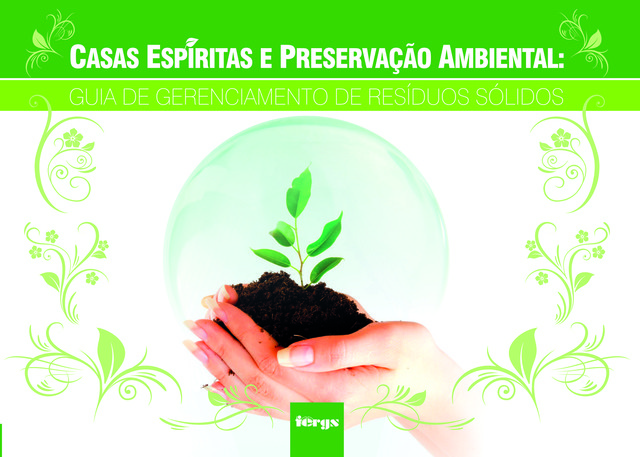 CASAS ESPÍRITAS E PRESERVAÇÃO AMBIENTAL:
GUIA DE GERENCIAMENTO DE RESÍDUOS SÓLIDOS
fergs